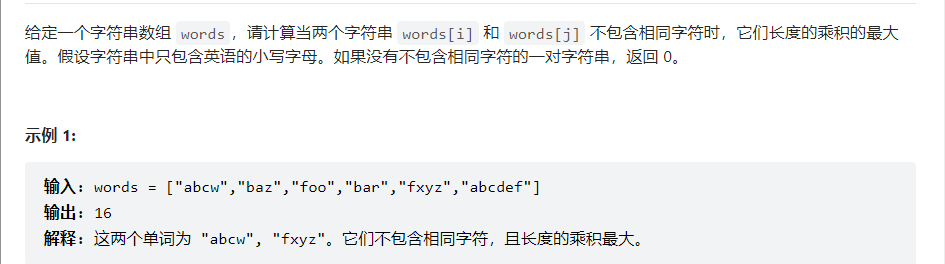 给定一个字符串数组 words，请计算当两个字符串 words[i] 和 words[j] 不包含相同字符时，它们长度的乘积的最大
值。假设字符串中只包含英语的小写字母。如果没有不包含相同字符的一对字符串，返回 0。
示例 1:
输入：words = ["abcw","baz","foo","bar","fxyz","abcdef"]
输出：16
解释：这两个单词为 "abcw", "fxyz"。它们不包含相同字符，且长度的乘积最大。